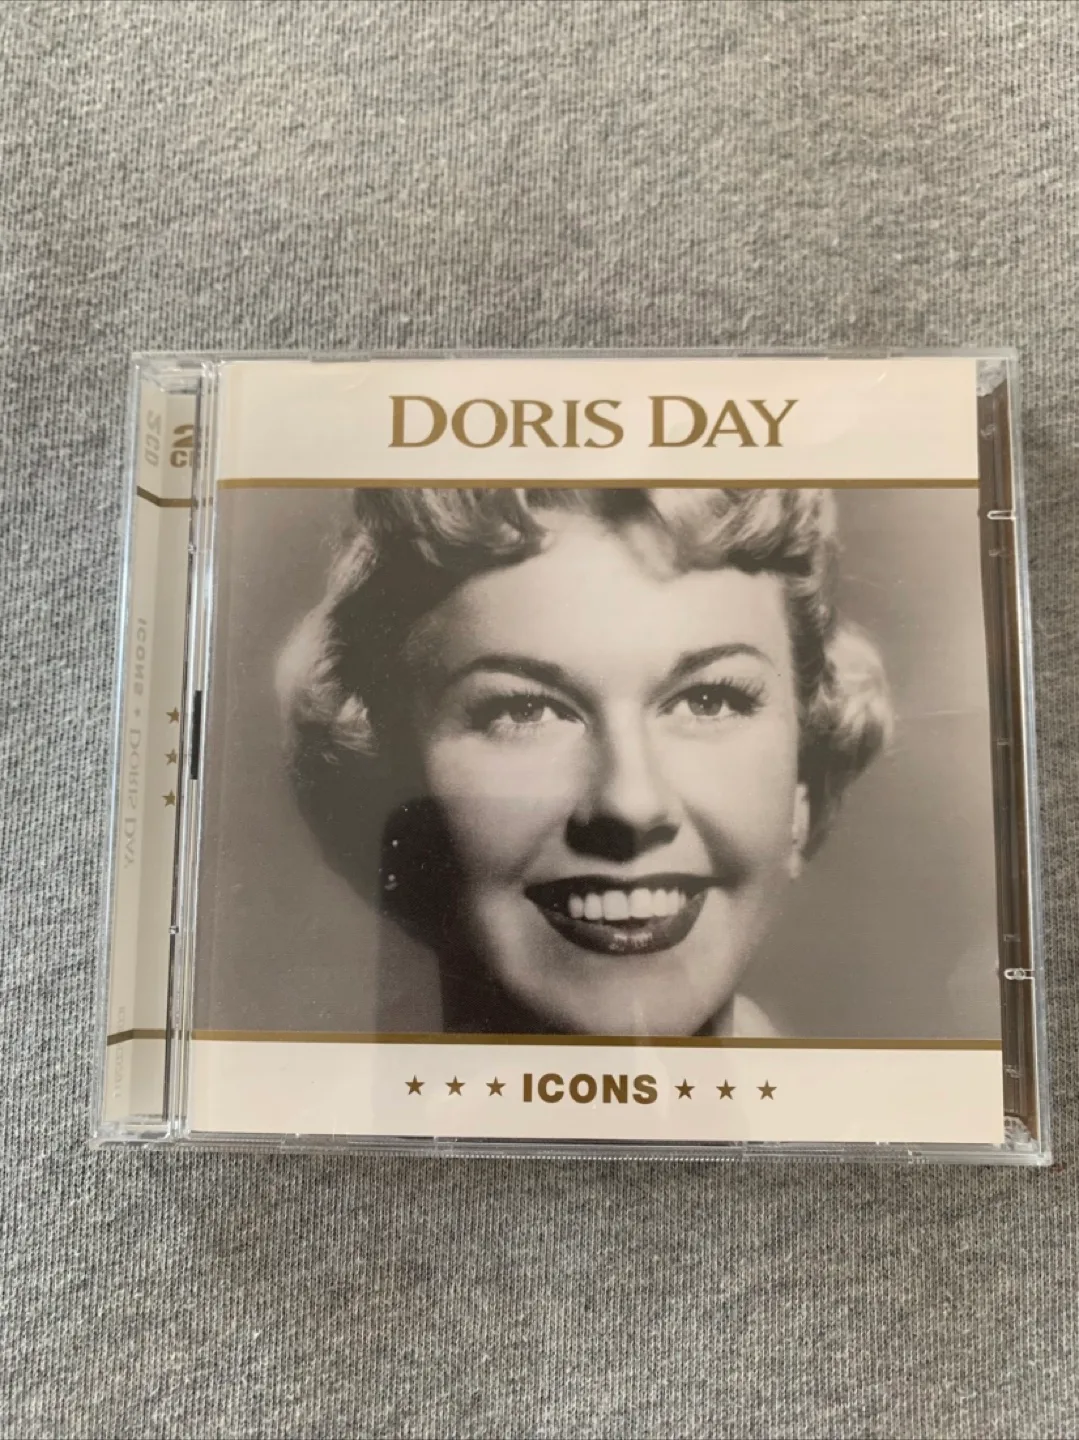 DORIS DAY
★ ★ ★ ICONS ★ ★ ★
2CD
ICONS ★ DORIS DAY